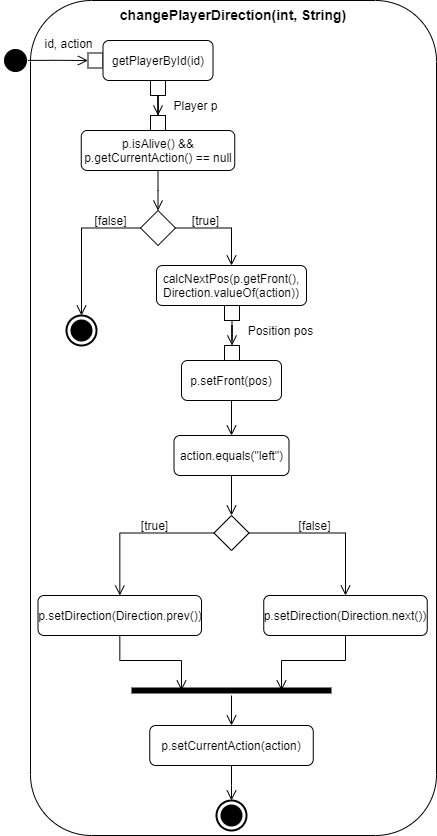 changePlayerDirection(int, String)
id, action
getPlayerById(id)
Player p
p.isAlive() &&
p.getCurrentAction() == null
[false]
[true]
calcNextPos(p.getFront(),
Direction.valueOf(action))
Position pos
p.setFront(pos)
action.equals("left")
[true]
[false]
p.setDirection(Direction.prev())
p.setDirection(Direction.next())
p.setCurrentAction(action)